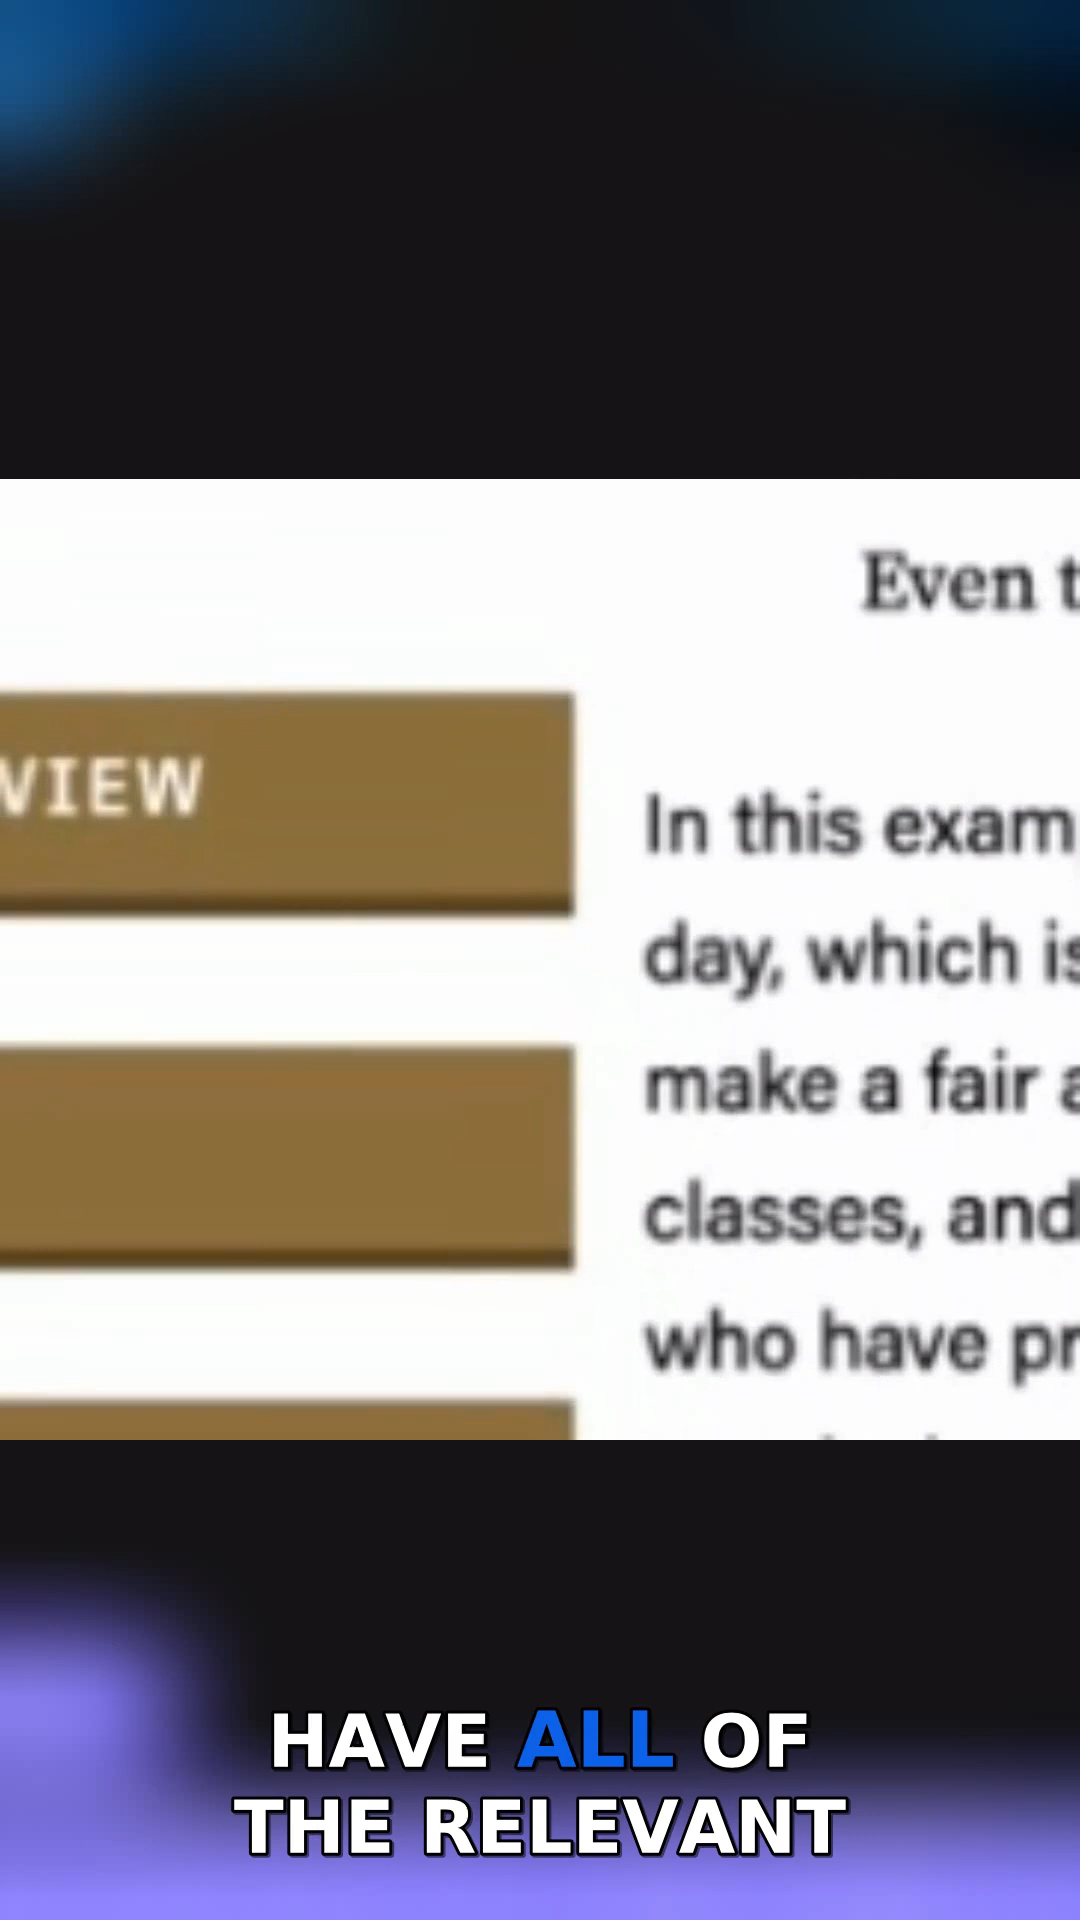 Even t
VIEW
In this exam
day, which is
make a fair a
classes, and
who have pr
HAVE ALL OF
THE RELEVANT